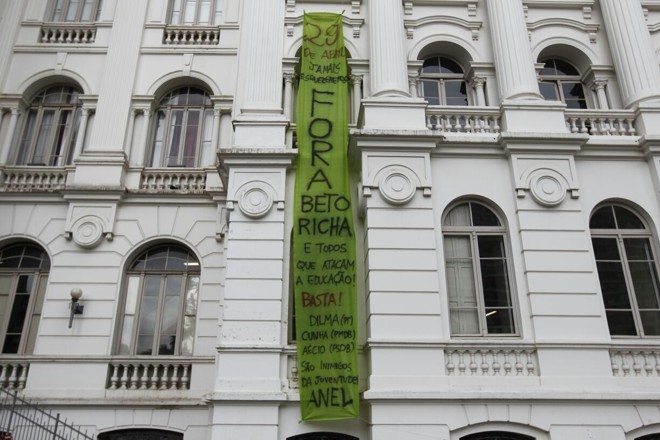 29
DE ABRIL
JAMAIS
ESQUECEREMOS
FORA
BETO
RICHA
E TODOS
QUE ATACAM
A EDUCAÇÃO!
BASTA!
DILMA (PT)
CUNHA (PMDB)
AÉCIO (PSDB)
SÃO INIMIGOS
DA JUVENTUDE!
ANEL